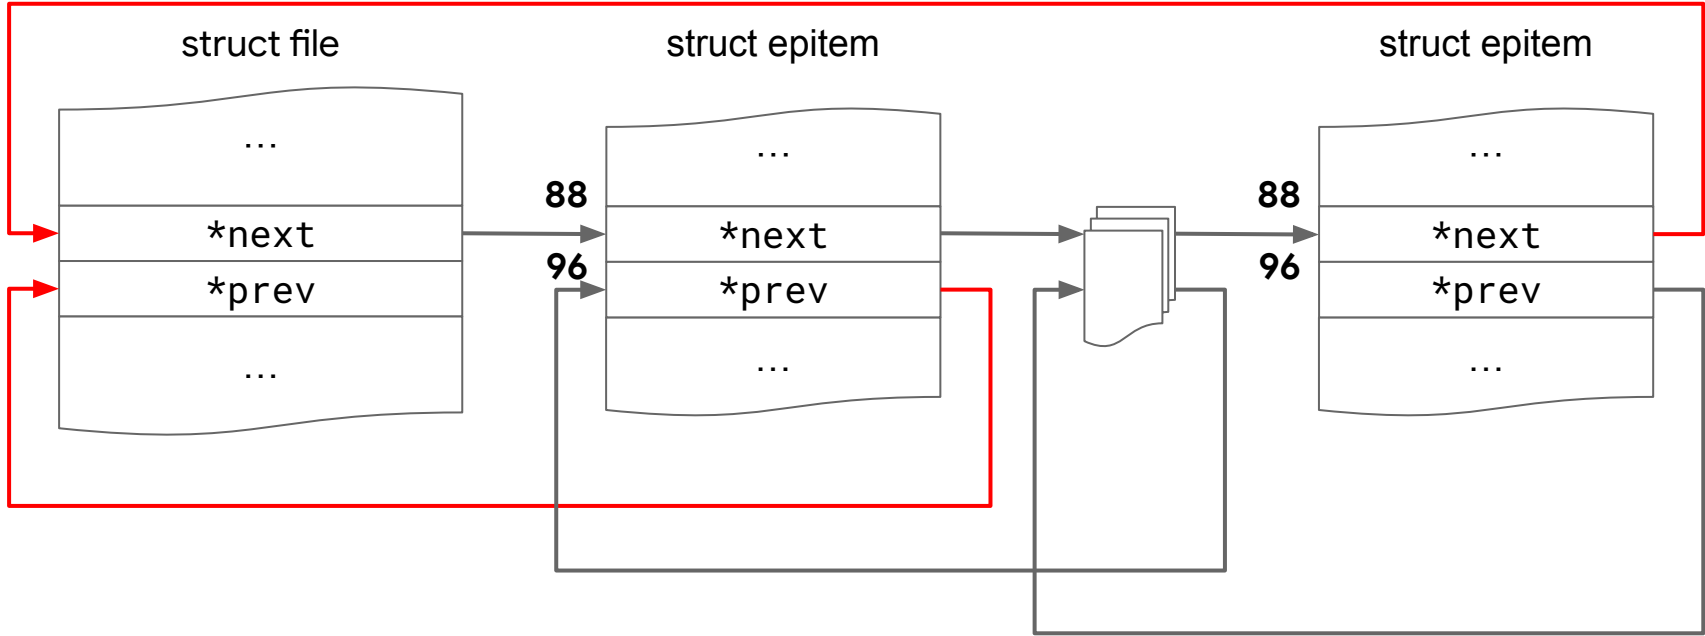 struct file
struct epitem
struct epitem
...
...
...
88
88
*next
*next
*next
96
96
*prev
*prev
*prev
...
...
...